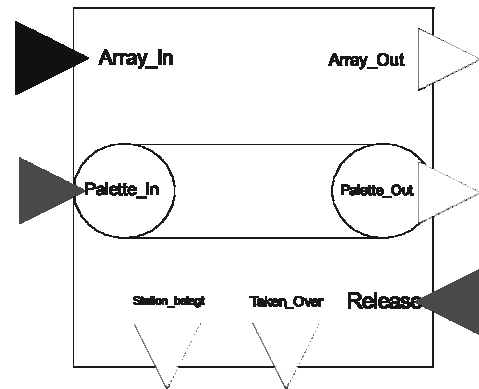 Array_In
Array_Out
Palette_In
Palette_Out
Station_belegt
Taken_Over
Release